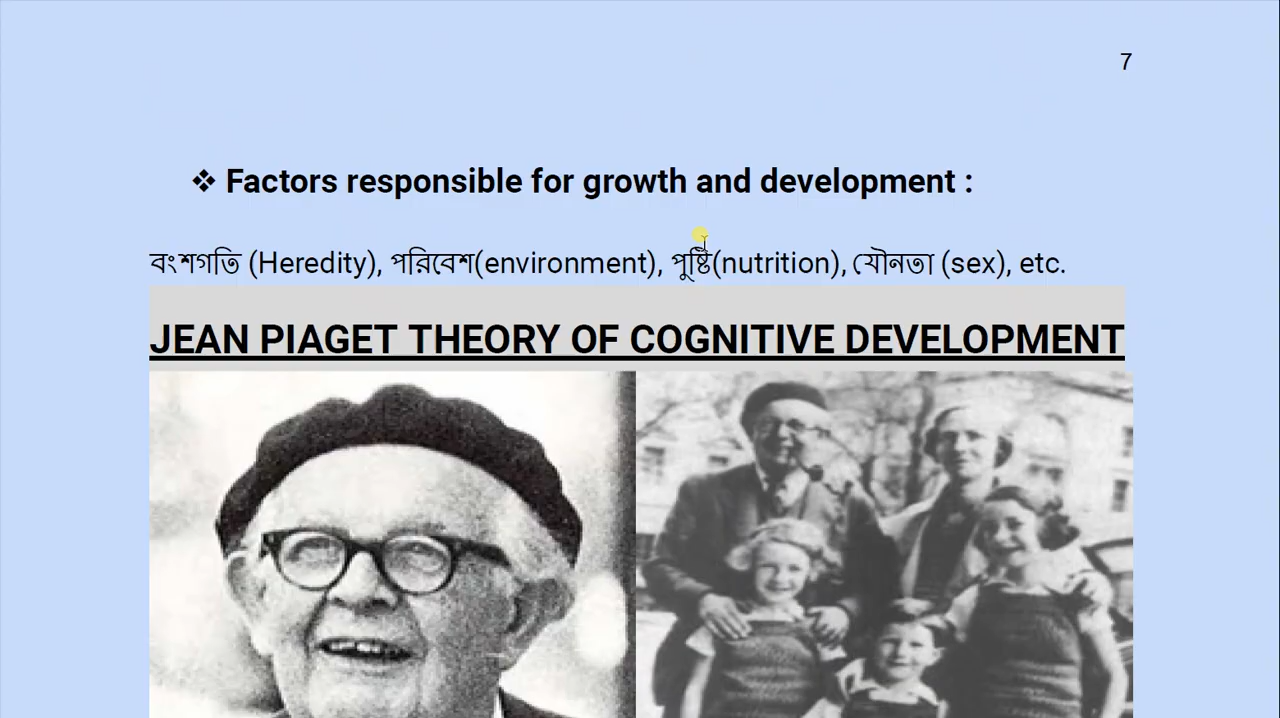 7
❖ Factors responsible for growth and development :
বংশগতি (Heredity), পরিবেশ(environment), পুষ্টি(nutrition), যৌনতা (sex), etc.
JEAN PIAGET THEORY OF COGNITIVE DEVELOPMENT